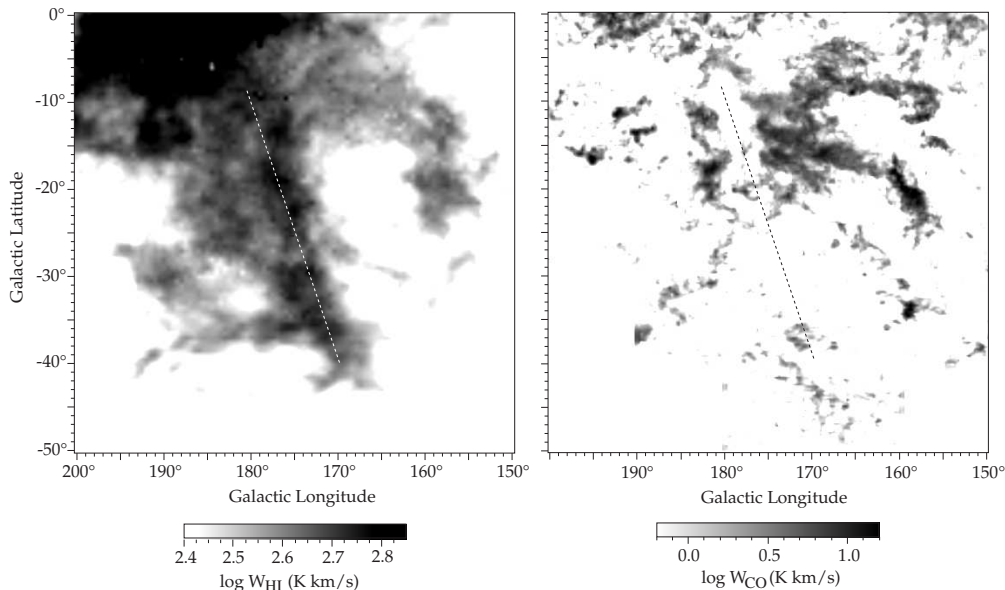 0°
-10°
-20°
-30°
-40°
-50°
Galactic Latitude
200° 190° 180° 170° 160° 150°
Galactic Longitude
2.4 2.5 2.6 2.7 2.8
log W_HI (K km/s)
190° 180° 170° 160° 150°
Galactic Longitude
0.0 0.5 1.0
log W_CO (K km/s)